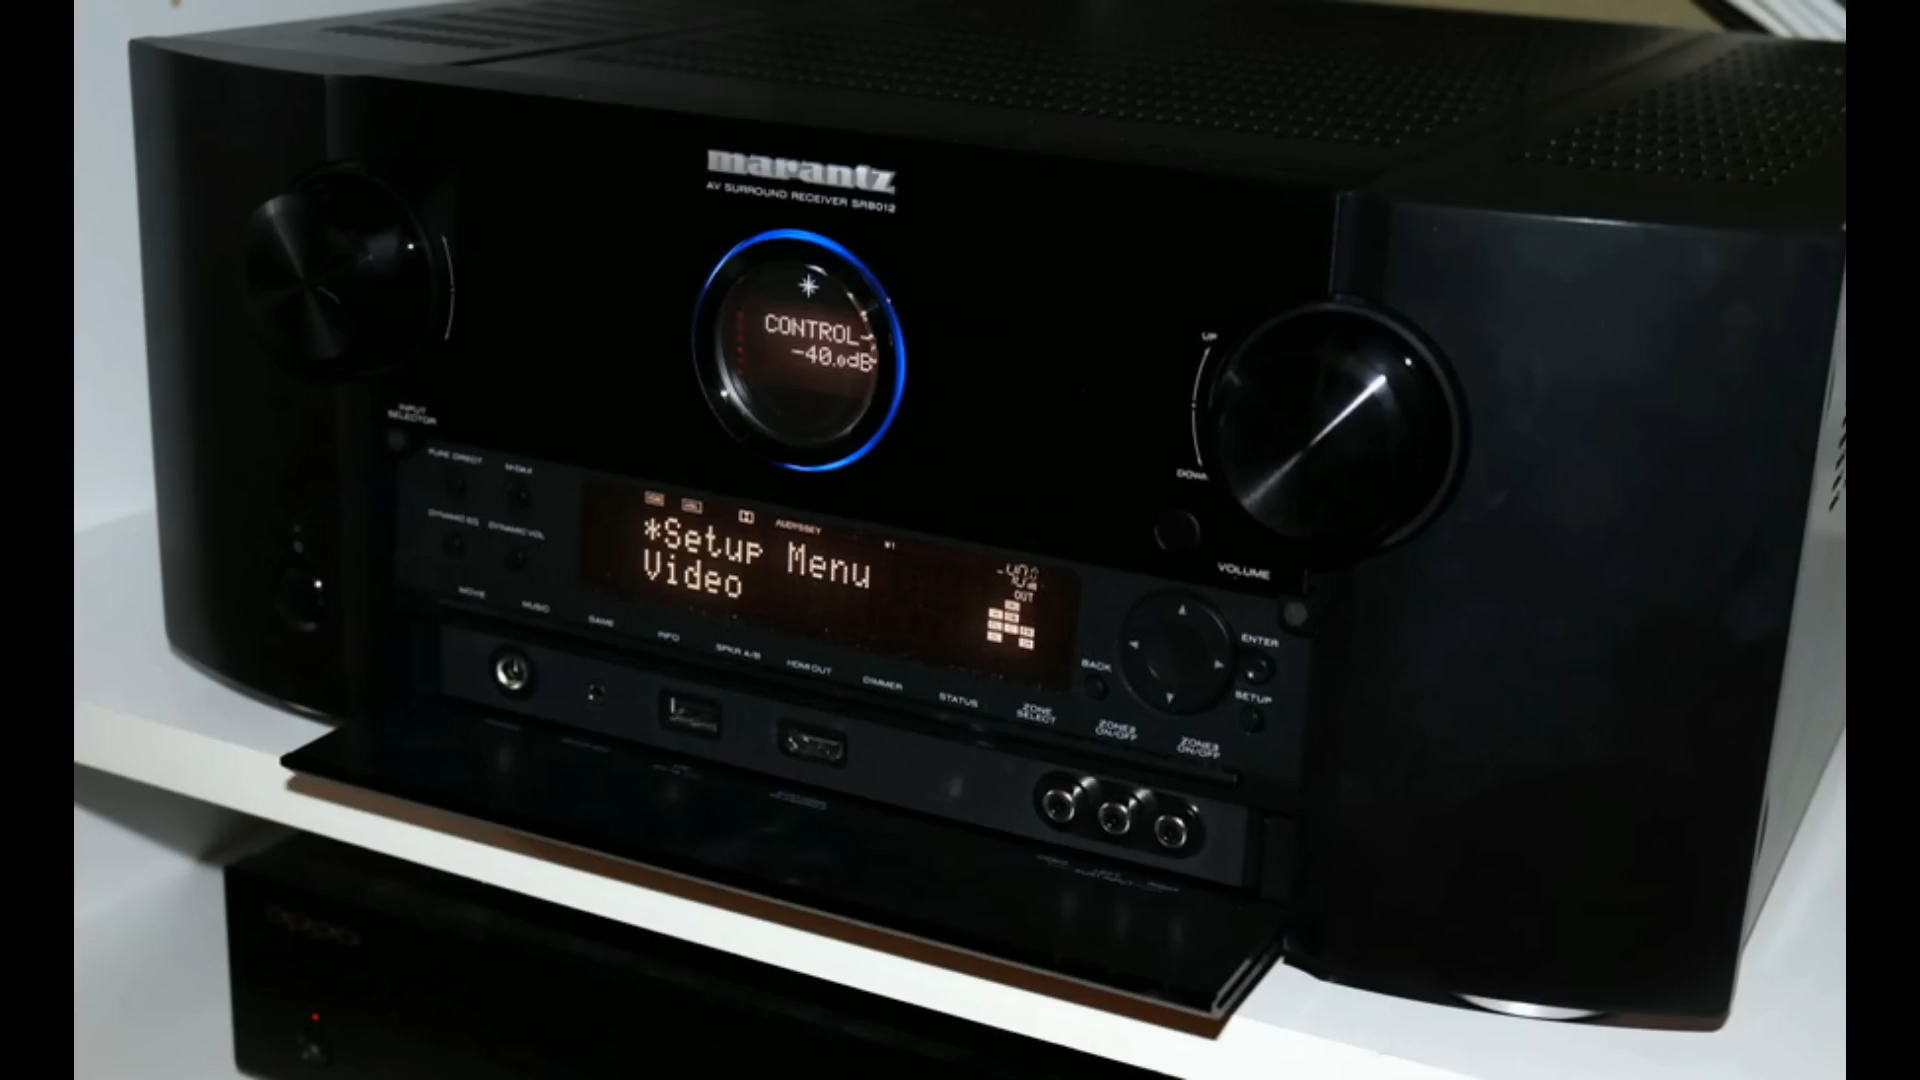 marantz
AV SURROUND RECEIVER SR8012
CONTROL
-40.0dB
UP
DOWN
VOLUME
INPUT
SELECTOR
PURE DIRECT
M-DAX
DYNAMIC EQ
DYNAMIC VOL
AUDYSSEY
*Setup Menu
Video
OUT
MOVIE
MUSIC
GAME
INFO
SPKR A/B
HDMI OUT
DIMMER
STATUS
ZONE
SELECT
ZONE2
ON/OFF
ZONE3
ON/OFF
BACK
ENTER
SETUP
oppo